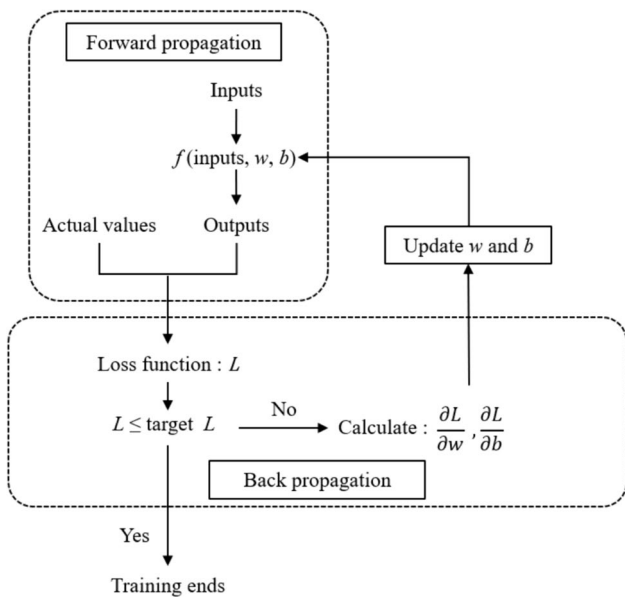 Forward propagation
Inputs
f(inputs, w, b)
Actual values
Outputs
Update w and b
Loss function : L
L ≤ target L
No
Calculate : ∂L/∂w , ∂L/∂b
Back propagation
Yes
Training ends